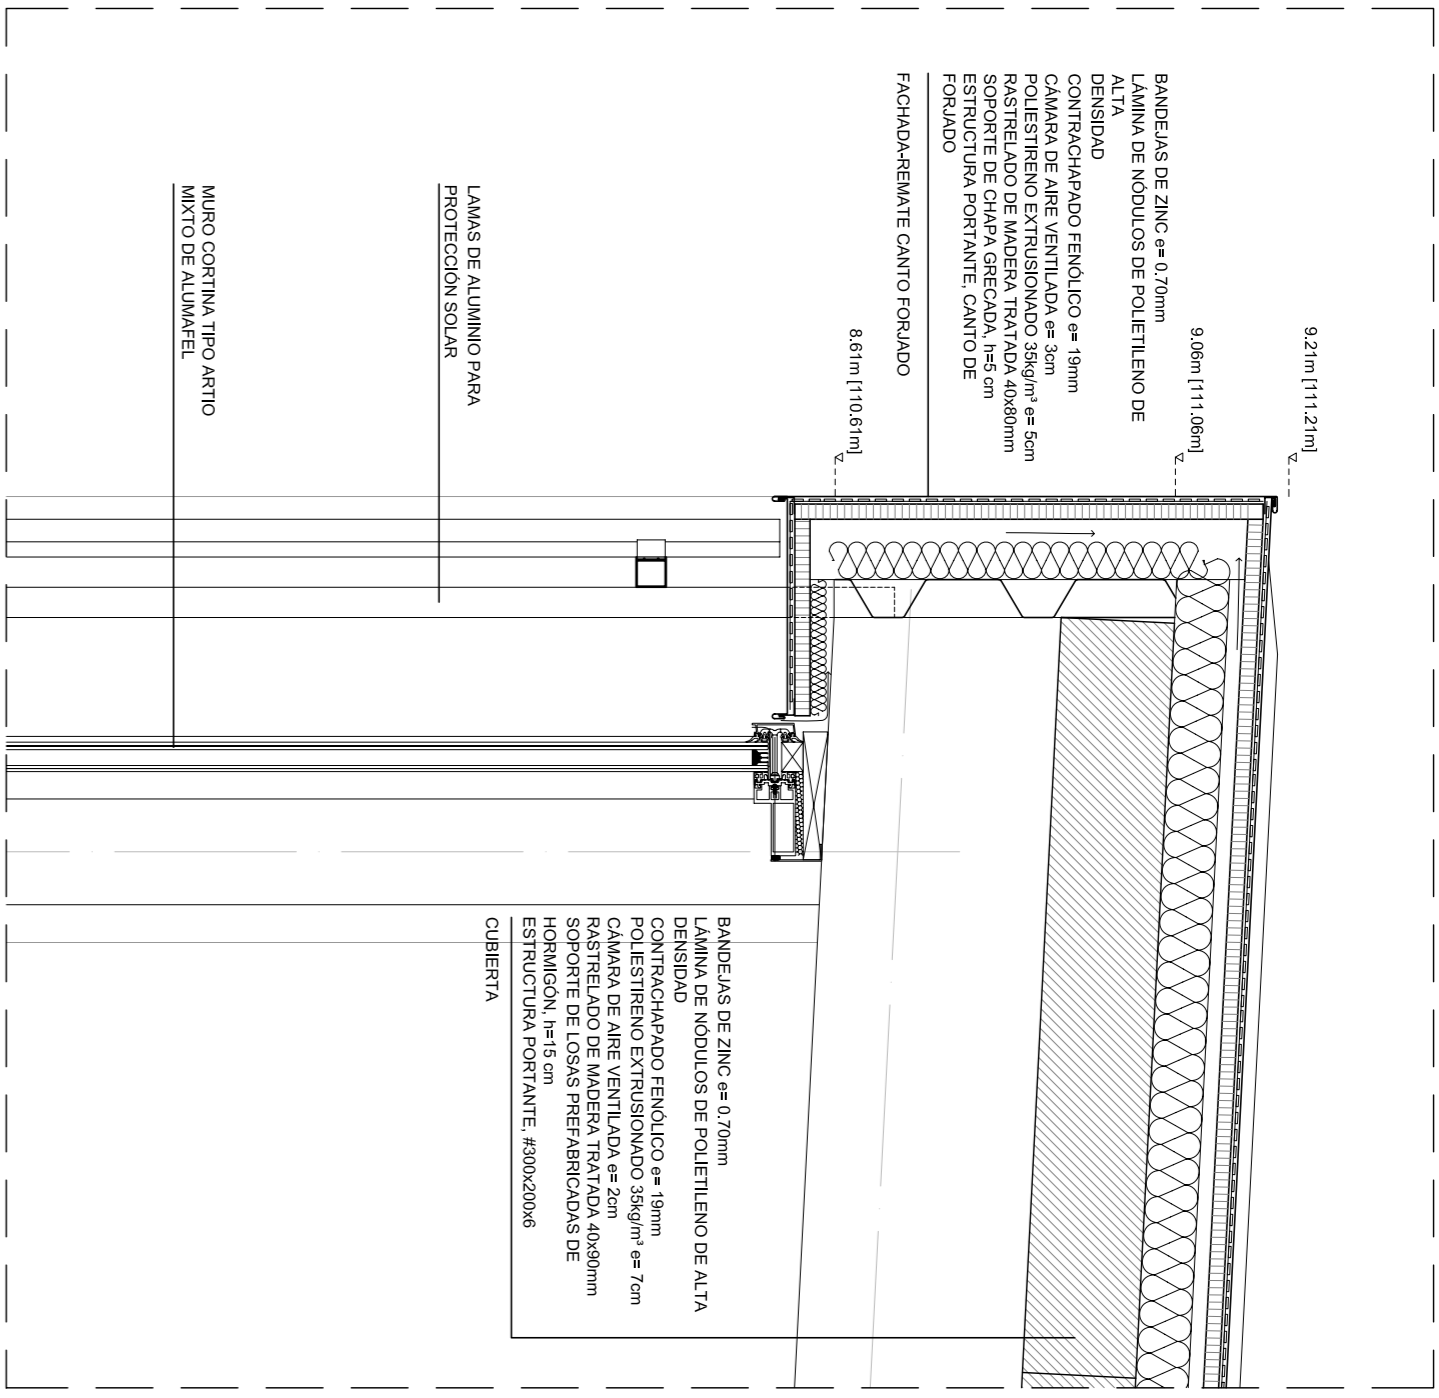 9.21m [111.21m]
9.06m [111.06m]
8.61m [110.61m]
BANDEJAS DE ZINC e= 0.70mm
LÁMINA DE NÓDULOS DE POLIETILENO DE
ALTA
DENSIDAD
CONTRACHAPADO FENÓLICO e= 19mm
CÁMARA DE AIRE VENTILADA e= 3cm
POLIESTIRENO EXTRUSIONADO 35kg/m³ e= 5cm
RASTRELADO DE MADERA TRATADA 40x80mm
SOPORTE DE CHAPA GRECADA, h=5 cm
ESTRUCTURA PORTANTE, CANTO DE
FORJADO
FACHADA-REMATE CANTO FORJADO
LAMAS DE ALUMINIO PARA
PROTECCIÓN SOLAR
MURO CORTINA TIPO ARTIO
MIXTO DE ALUMAFEL
BANDEJAS DE ZINC e= 0.70mm
LÁMINA DE NÓDULOS DE POLIETILENO DE ALTA
DENSIDAD
CONTRACHAPADO FENÓLICO e= 19mm
POLIESTIRENO EXTRUSIONADO 35kg/m³ e= 7cm
CÁMARA DE AIRE VENTILADA e= 2cm
RASTRELADO DE MADERA TRATADA 40x90mm
SOPORTE DE LOSAS PREFABRICADAS DE
HORMIGÓN, h=15 cm
ESTRUCTURA PORTANTE, #300x200x6
CUBIERTA